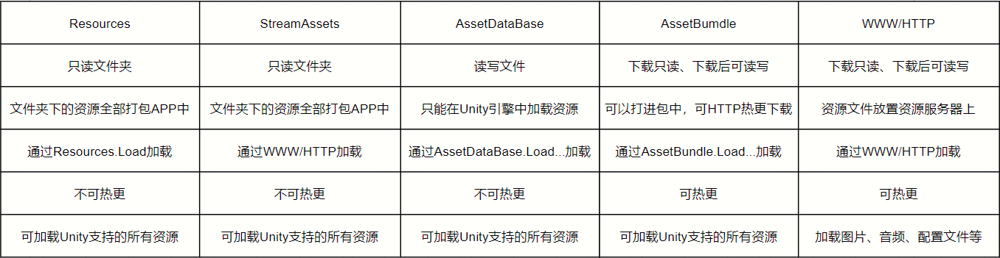 Resources StreamAssets AssetDataBase AssetBumdle WWW/HTTP
只读文件夹 只读文件夹 读写文件 下载只读、下载后可读写 下载只读、下载后可读写
文件夹下的资源全部打包APP中 文件夹下的资源全部打包APP中 只能在Unity引擎中加载资源 可以打进包中，可HTTP热更下载 资源文件放置资源服务器上
通过Resources.Load加载 通过WWW/HTTP加载 通过AssetDataBase.Load...加载 通过AssetBundle.Load...加载 通过WWW/HTTP加载
不可热更 不可热更 不可热更 可热更 可热更
可加载Unity支持的所有资源 可加载Unity支持的所有资源 可加载Unity支持的所有资源 可加载Unity支持的所有资源 加载图片、音频、配置文件等